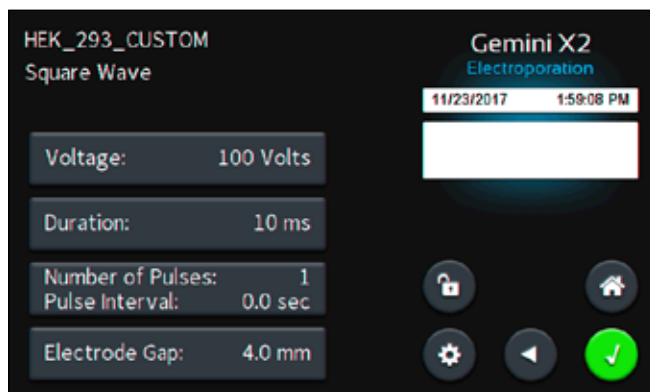 HEK_293_CUSTOM
Square Wave
Gemini X2
Electroporation
11/23/2017 1:59:08 PM
Voltage: 100 Volts
Duration: 10 ms
Number of Pulses: 1
Pulse Interval: 0.0 sec
Electrode Gap: 4.0 mm